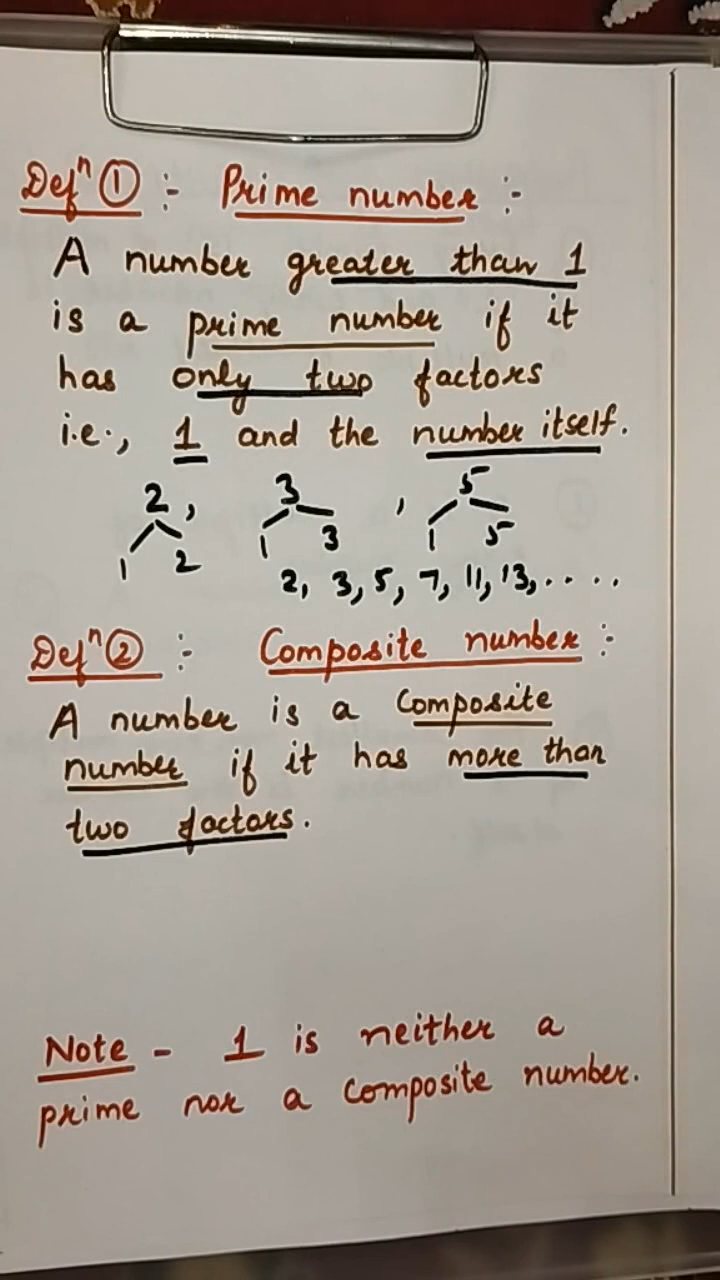 Defⁿ ① :- Prime number :-
A number greater than 1
is a prime number if it
has only two factors
i.e., 1 and the number itself.
2, 3 , 5
1 2 1 3 1 5
2, 3, 5, 7, 11, 13, .....
Defⁿ ② :- Composite number :-
A number is a Composite
number if it has more than
two factors.
Note - 1 is neither a
prime nor a composite number.